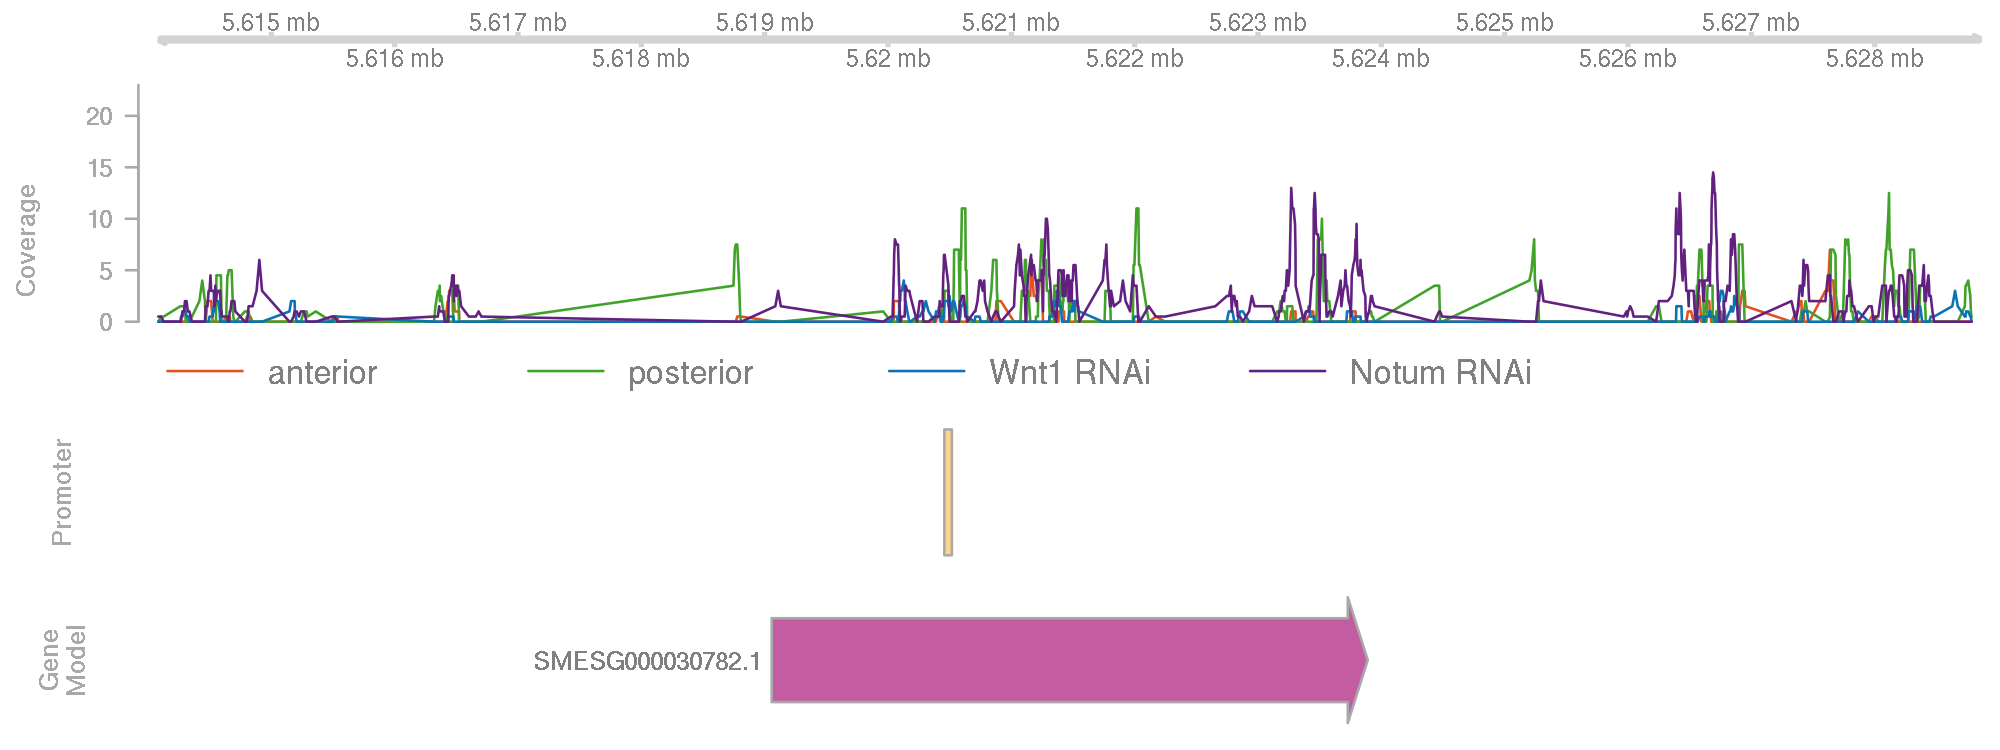 5.615 mb 5.617 mb 5.619 mb 5.621 mb 5.623 mb 5.625 mb 5.627 mb
5.616 mb 5.618 mb 5.62 mb 5.622 mb 5.624 mb 5.626 mb 5.628 mb
Coverage
20
15
10
5
0
anterior posterior Wnt1 RNAi Notum RNAi
Promoter
Gene
Model
SMESG000030782.1